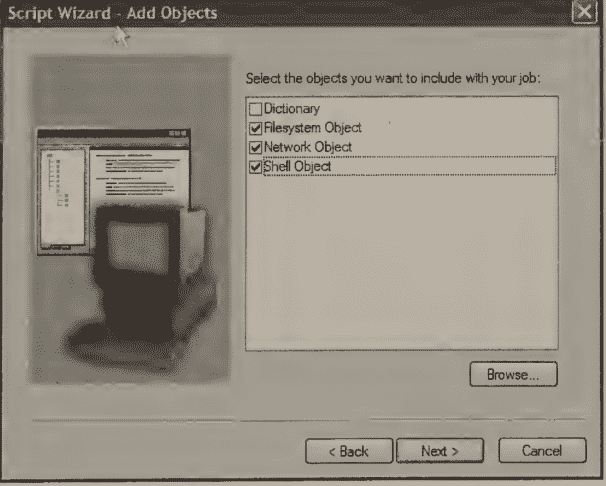 Script Wizard - Add Objects
Select the objects you want to include with your job:
Dictionary
Filesystem Object
Network Object
Shell Object
Browse...
< Back
Next >
Cancel